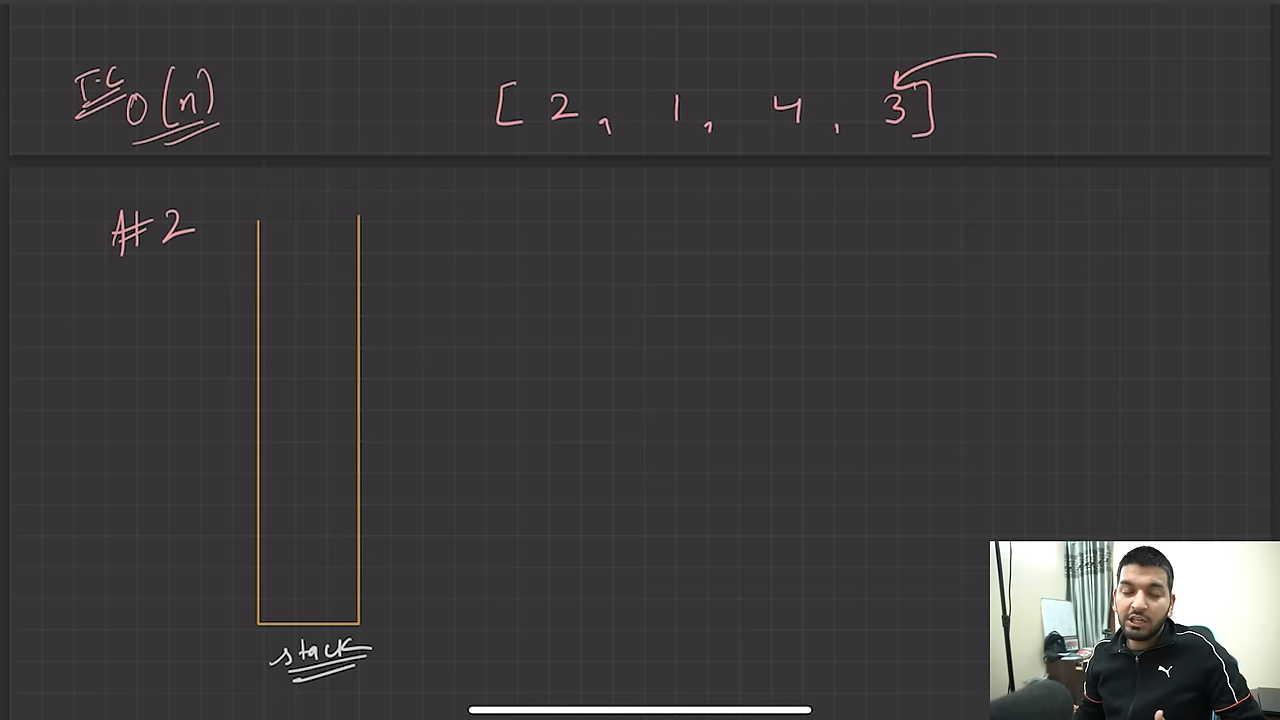 T.C O(n) [ 2, 1, 4, 3]
#2
stack